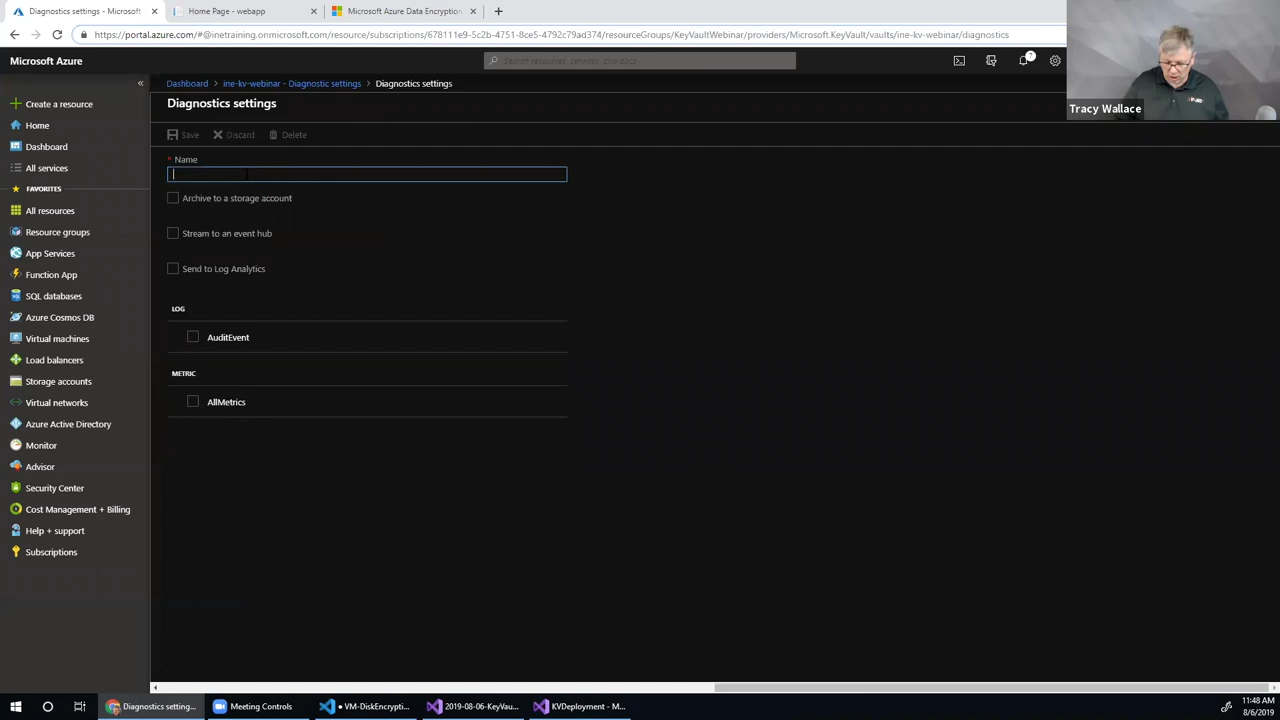 Diagnostics settings - Microsoft
Home Page - webapp
Microsoft Azure Data Encryption
https://portal.azure.com/#@inetraining.onmicrosoft.com/resource/subscriptions/678111e9-5c2b-4751-8ce5-4792c79ad374/resourceGroups/KeyVaultWebinar/providers/Microsoft.KeyVault/vaults/ine-kv-webinar/diagnostics
Microsoft Azure
Search resources, services, and docs
7
Tracy Wallace
Create a resource
Home
Dashboard
All services
FAVORITES
All resources
Resource groups
App Services
Function App
SQL databases
Azure Cosmos DB
Virtual machines
Load balancers
Storage accounts
Virtual networks
Azure Active Directory
Monitor
Advisor
Security Center
Cost Management + Billing
Help + support
Subscriptions
Dashboard > ine-kv-webinar - Diagnostic settings > Diagnostics settings
Diagnostics settings
Save Discard Delete
* Name
Archive to a storage account
Stream to an event hub
Send to Log Analytics
LOG
AuditEvent
METRIC
AllMetrics
Diagnostics setting...
Meeting Controls
● VM-DiskEncrypti...
2019-08-06-KeyVau...
KVDeployment - M...
11:48 AM
8/6/2019